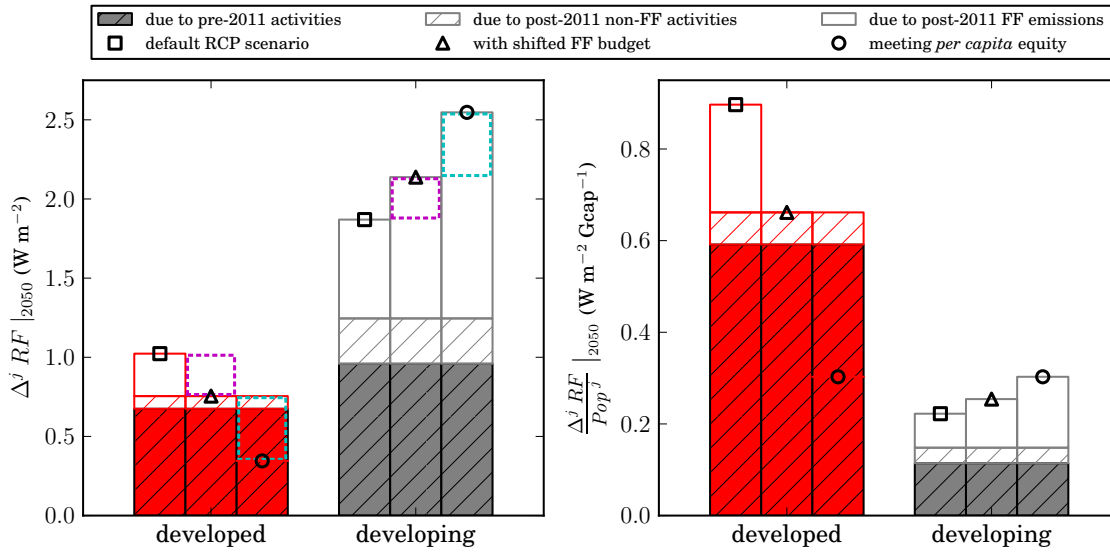 due to pre-2011 activities
due to post-2011 non-FF activities
due to post-2011 FF emissions
default RCP scenario
with shifted FF budget
meeting per capita equity
Δ^j RF |_2050 (W m^−2)
2.5
2.0
1.5
1.0
0.5
0.0
developed
developing
Δ^j RF / Pop^j |_2050 (W m^−2 Gcap^−1)
0.8
0.6
0.4
0.2
0.0
developed
developing